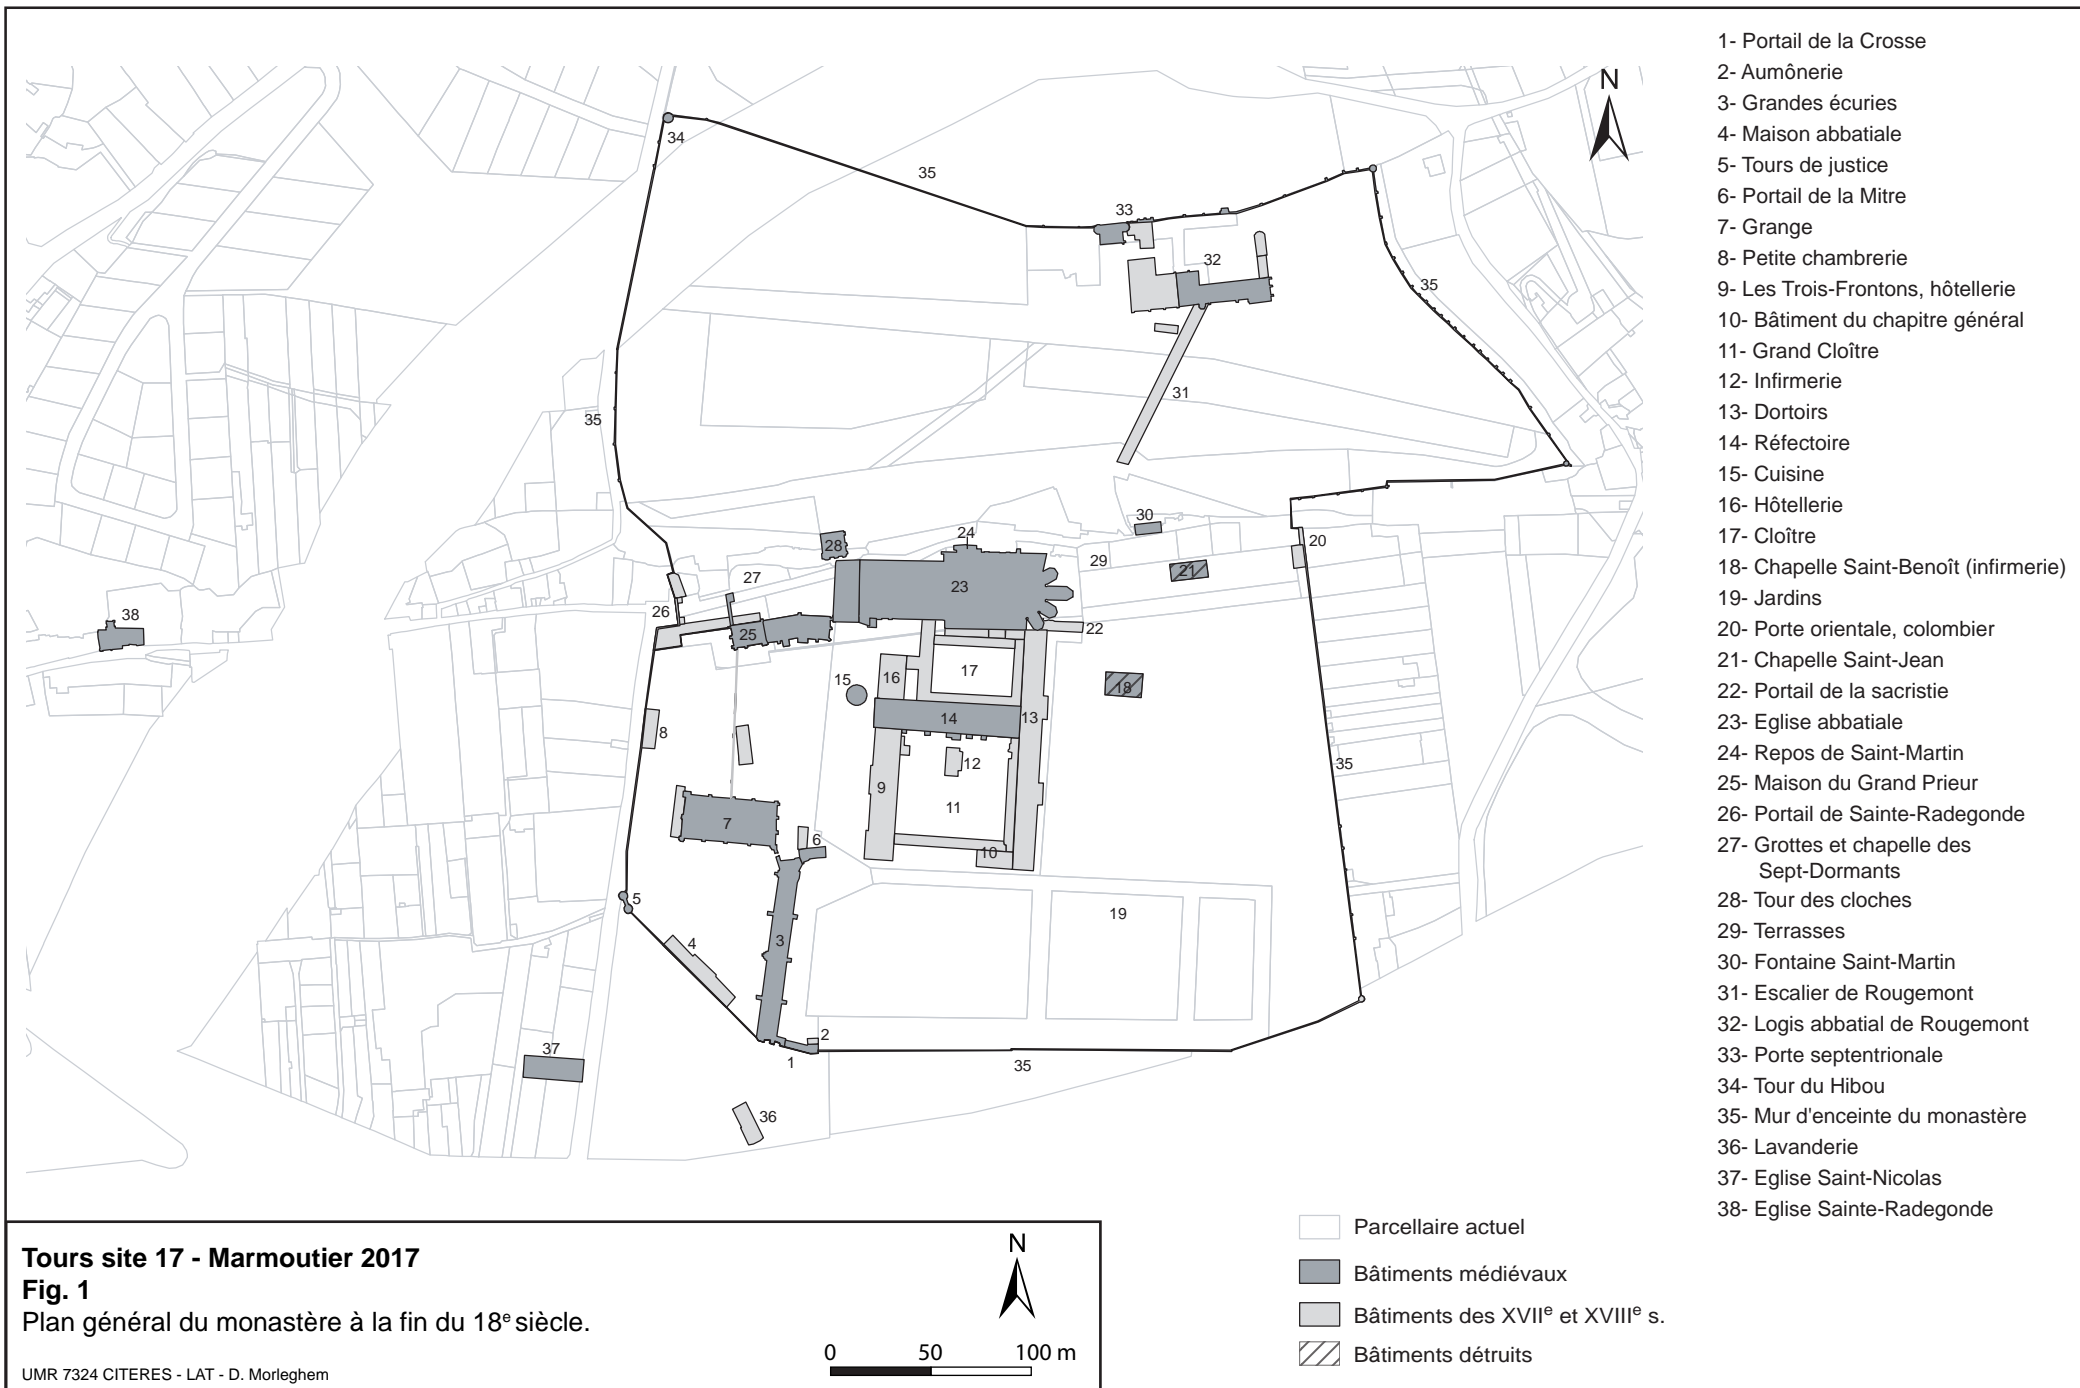 N
34
35
33
32
35
31
35
30
20
24
28
29
21
23
27
26
25
22
38
17
16
15
18
14
13
8
12
35
9
11
7
6
10
5
19
4
3
2
1
35
37
36
1- Portail de la Crosse
2- Aumônerie
3- Grandes écuries
4- Maison abbatiale
5- Tours de justice
6- Portail de la Mitre
7- Grange
8- Petite chambrerie
9- Les Trois-Frontons, hôtellerie
10- Bâtiment du chapitre général
11- Grand Cloître
12- Infirmerie
13- Dortoirs
14- Réfectoire
15- Cuisine
16- Hôtellerie
17- Cloître
18- Chapelle Saint-Benoît (infirmerie)
19- Jardins
20- Porte orientale, colombier
21- Chapelle Saint-Jean
22- Portail de la sacristie
23- Eglise abbatiale
24- Repos de Saint-Martin
25- Maison du Grand Prieur
26- Portail de Sainte-Radegonde
27- Grottes et chapelle des
Sept-Dormants
28- Tour des cloches
29- Terrasses
30- Fontaine Saint-Martin
31- Escalier de Rougemont
32- Logis abbatial de Rougemont
33- Porte septentrionale
34- Tour du Hibou
35- Mur d'enceinte du monastère
36- Lavanderie
37- Eglise Saint-Nicolas
38- Eglise Sainte-Radegonde
Tours site 17 - Marmoutier 2017
Fig. 1
Plan général du monastère à la fin du 18e siècle.
UMR 7324 CITERES - LAT - D. Morleghem
N
0 50 100 m
Parcellaire actuel
Bâtiments médiévaux
Bâtiments des XVIIe et XVIIIe s.
Bâtiments détruits